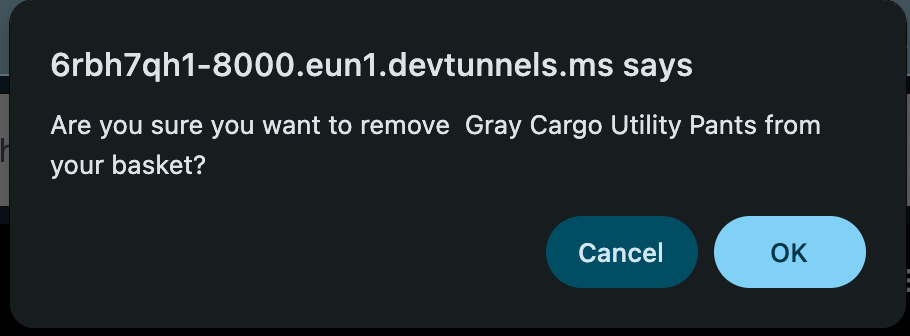 6rbh7qh1-8000.eun1.devtunnels.ms says
Are you sure you want to remove  Gray Cargo Utility Pants from
your basket?
Cancel
OK